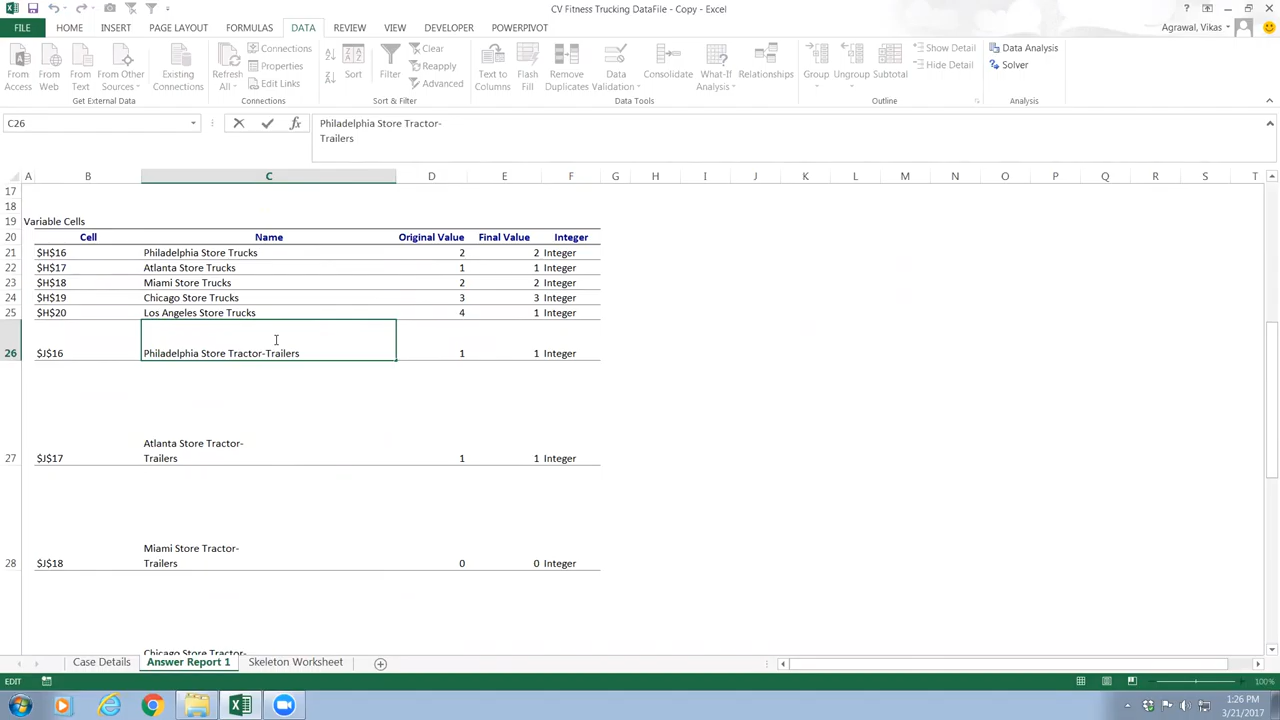 CV Fitness Trucking DataFile - Copy - Excel
FILE HOME INSERT PAGE LAYOUT FORMULAS DATA REVIEW VIEW DEVELOPER POWERPIVOT Agrawal, Vikas
From Access
From Web
From Text
From Other Sources
Get External Data
Existing Connections
Refresh All
Connections
Properties
Edit Links
Connections
Sort
Filter
Clear
Reapply
Advanced
Sort & Filter
Text to Columns
Flash Fill
Remove Duplicates
Data Validation
Consolidate
What-If Analysis
Relationships
Data Tools
Group
Ungroup
Subtotal
Show Detail
Hide Detail
Outline
Data Analysis
Solver
Analysis
C26
Philadelphia Store Tractor-
Trailers
A B C D E F G H I J K L M N O P Q R S T
17
18
19 Variable Cells
20 Cell Name Original Value Final Value Integer
21 $H$16 Philadelphia Store Trucks 2 2 Integer
22 $H$17 Atlanta Store Trucks 1 1 Integer
23 $H$18 Miami Store Trucks 2 2 Integer
24 $H$19 Chicago Store Trucks 3 3 Integer
25 $H$20 Los Angeles Store Trucks 4 1 Integer
26 $J$16 Philadelphia Store Tractor-Trailers 1 1 Integer
Atlanta Store Tractor-
27 $J$17 Trailers 1 1 Integer
Miami Store Tractor-
28 $J$18 Trailers 0 0 Integer
Chicago Store Tractor-
Case Details Answer Report 1 Skeleton Worksheet
EDIT 100%
1:26 PM
3/21/2017